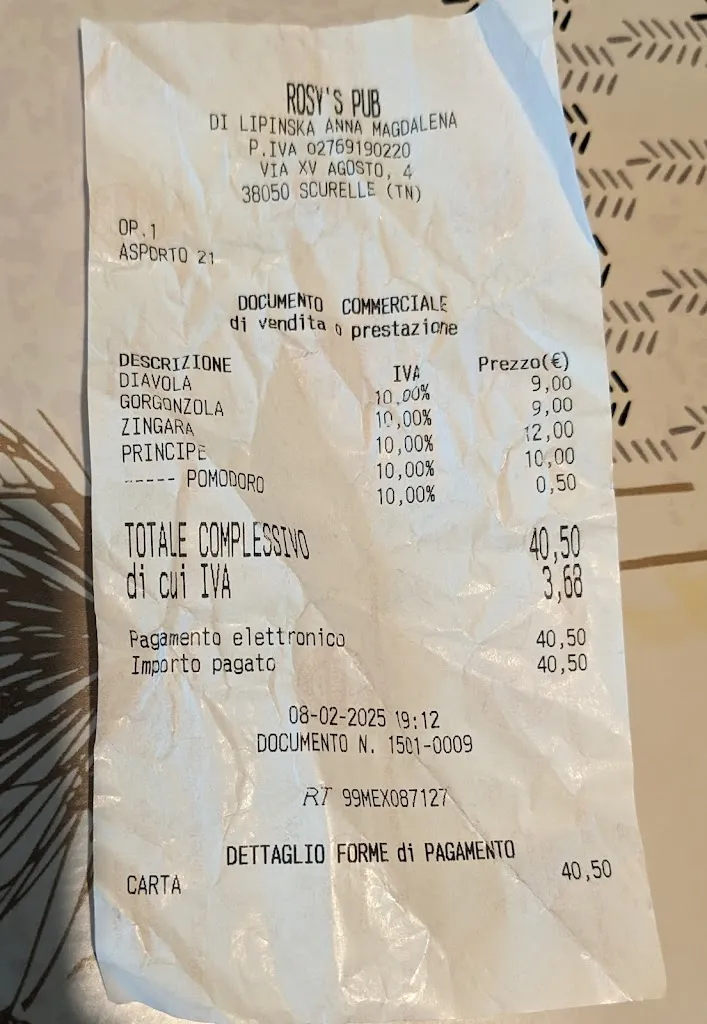 ROSY'S PUB
DI LIPINSKA ANNA MAGDALENA
P.IVA 02769190220
VIA XV AGOSTO, 4
38050 SCURELLE (TN)
OP.1
ASPORTO 21
DOCUMENTO COMMERCIALE
di vendita o prestazione
DESCRIZIONE IVA Prezzo(€)
DIAVOLA 10,00% 9,00
GORGONZOLA 10,00% 9,00
ZINGARA 10,00% 12,00
PRINCIPE 10,00% 10,00
----- POMODORO 10,00% 0,50
TOTALE COMPLESSIVO 40,50
di cui IVA 3,68
Pagamento elettronico 40,50
Importo pagato 40,50
08-02-2025 19:12
DOCUMENTO N. 1501-0009
RT 99MEX087127
DETTAGLIO FORME di PAGAMENTO
CARTA 40,50